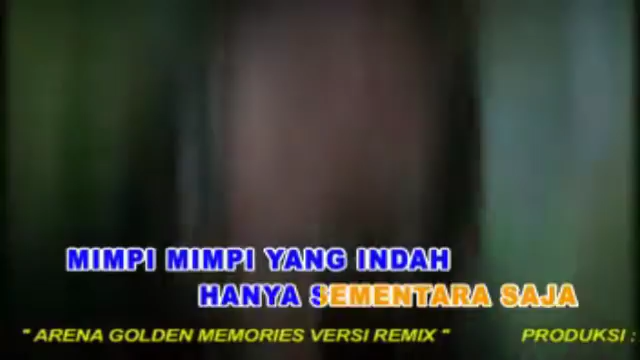 MIMPI MIMPI YANG INDAH
HANYA SEMENTARA SAJA
" ARENA GOLDEN MEMORIES VERSI REMIX " PRODUKSI :